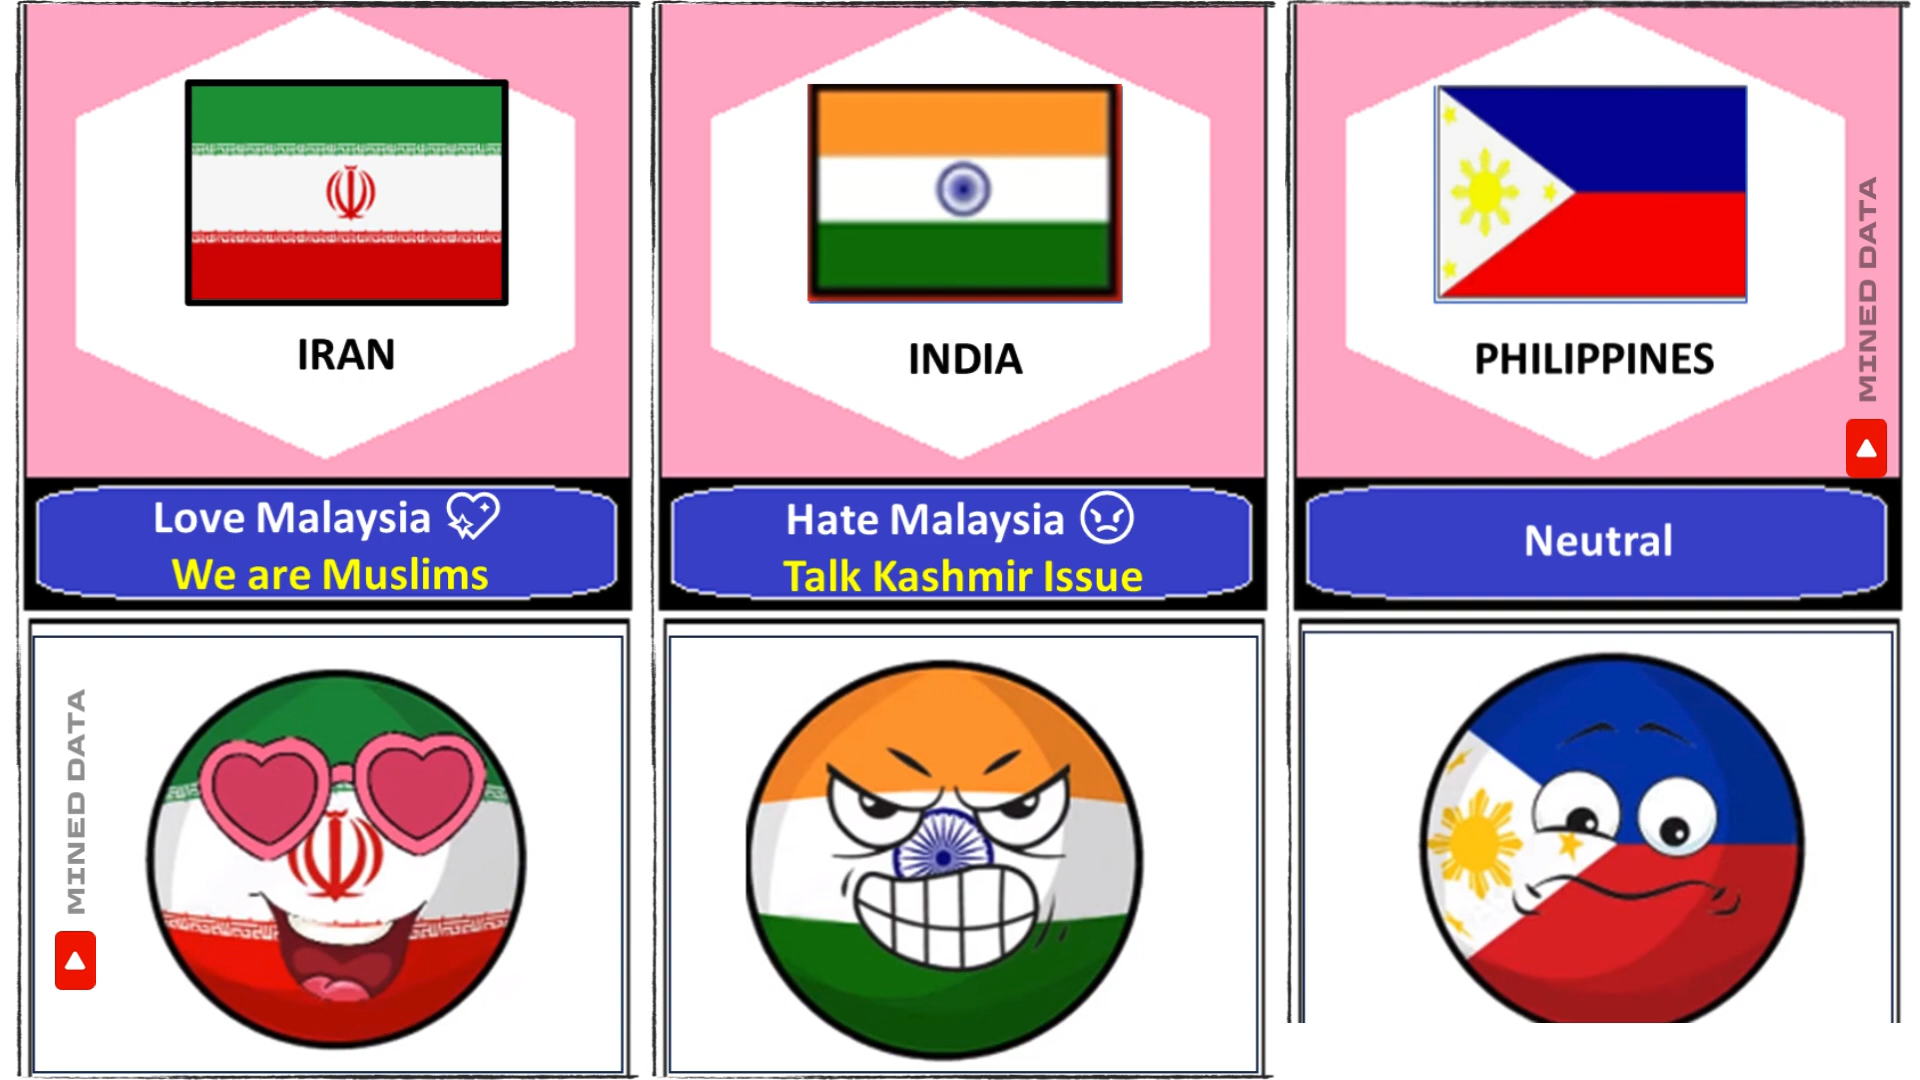 IRAN
Love Malaysia
We are Muslims
MINED DATA
INDIA
Hate Malaysia
Talk Kashmir Issue
PHILIPPINES
Neutral
MINED DATA